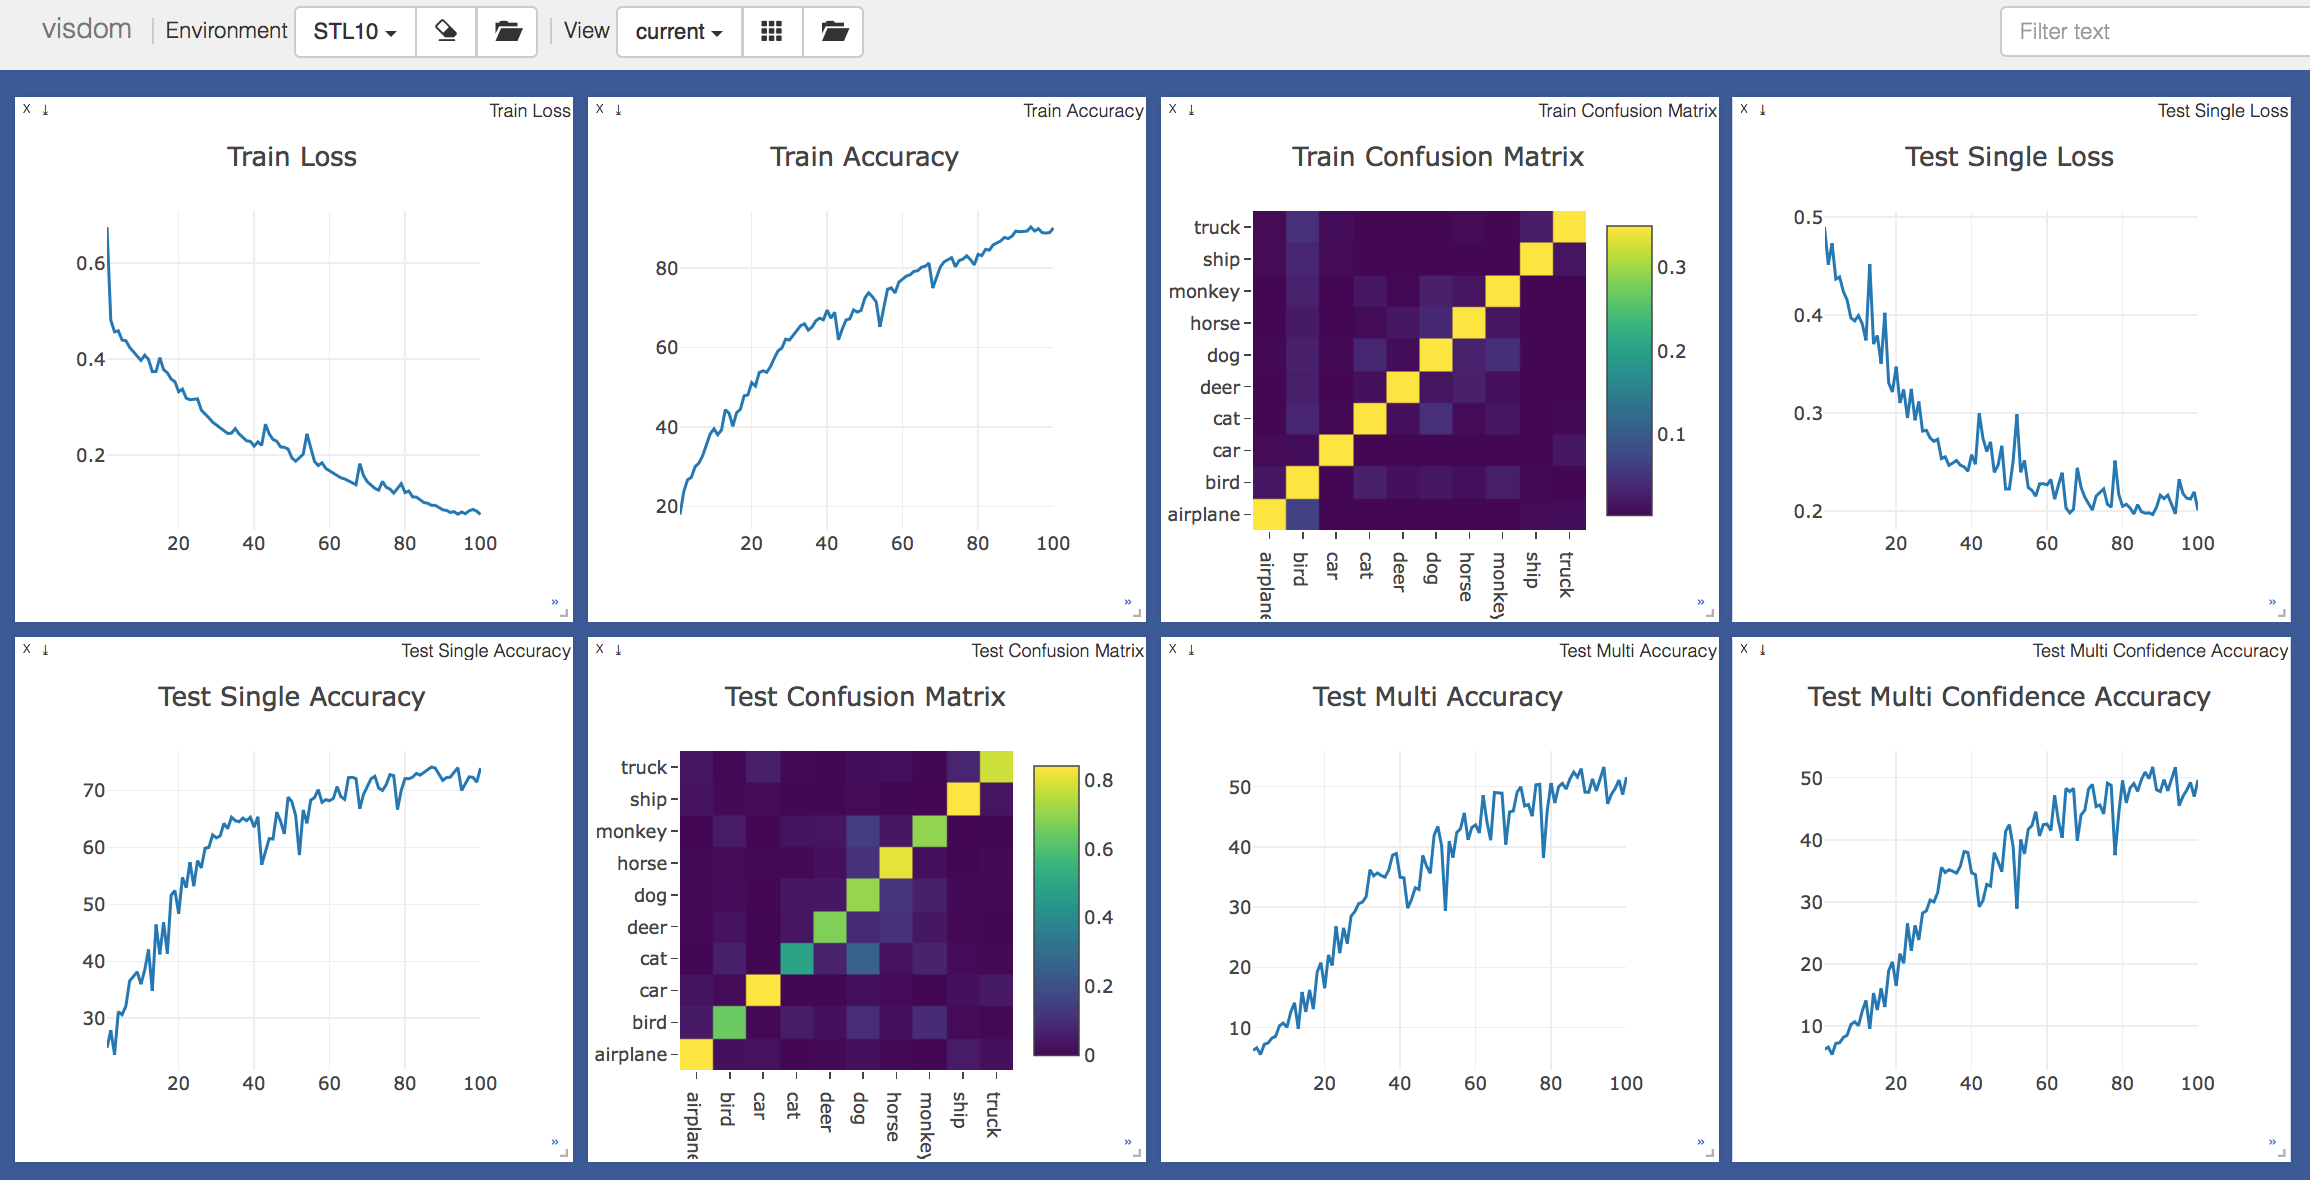 visdom Environment STL10 View current Filter text
X Train Loss
Train Loss
0.6
0.4
0.2
20 40 60 80 100
»
X Train Accuracy
Train Accuracy
80
60
40
20
20 40 60 80 100
»
X Train Confusion Matrix
Train Confusion Matrix
truck
ship
monkey
horse
dog
deer
cat
car
bird
airplane
airplane bird car cat deer dog horse monkey ship truck
0.3
0.2
0.1
»
X Test Single Loss
Test Single Loss
0.5
0.4
0.3
0.2
20 40 60 80 100
»
X Test Single Accuracy
Test Single Accuracy
70
60
50
40
30
20 40 60 80 100
»
X Test Confusion Matrix
Test Confusion Matrix
truck
ship
monkey
horse
dog
deer
cat
car
bird
airplane
airplane bird car cat deer dog horse monkey ship truck
0.8
0.6
0.4
0.2
0
»
X Test Multi Accuracy
Test Multi Accuracy
50
40
30
20
10
20 40 60 80 100
»
X Test Multi Confidence Accuracy
Test Multi Confidence Accuracy
50
40
30
20
10
20 40 60 80 100
»